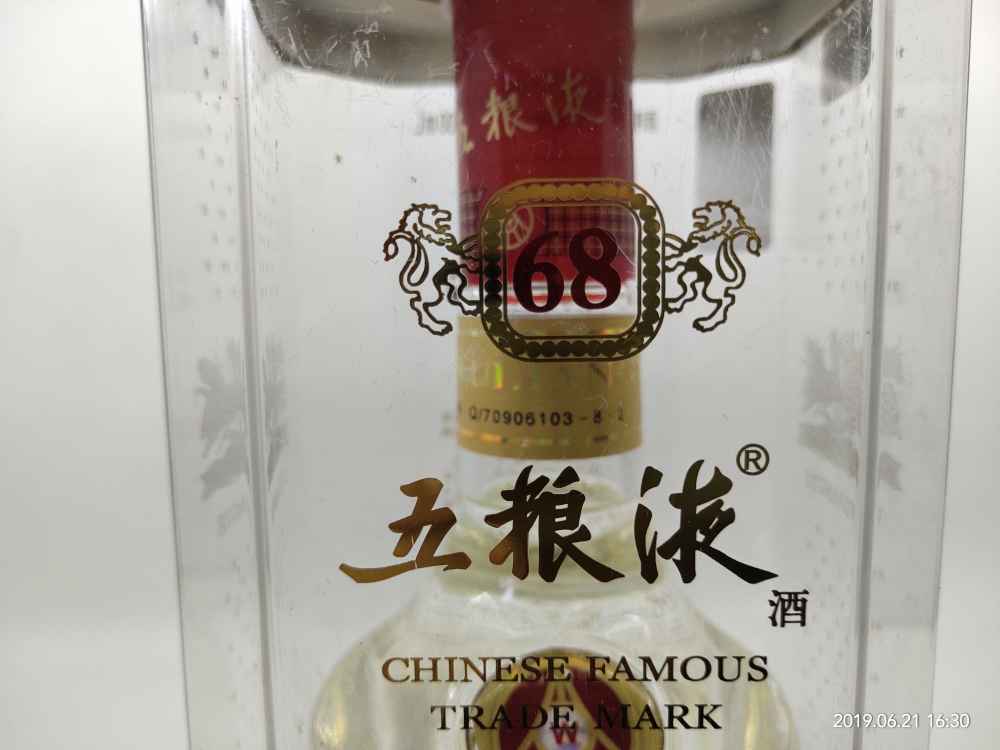 粮液
68
Q/70906103-8-2
五粮液®
酒
CHINESE FAMOUS
TRADE MARK
W
2019.06.21 16:30